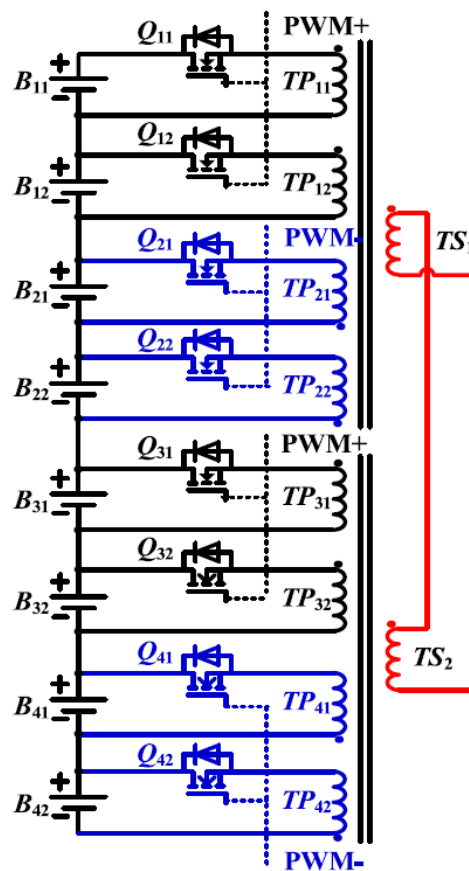 Q11 PWM+
+
B11 TP11
−
Q12
+
B12 TP12
−
Q21 PWM-
TS1
+
B21 TP21
−
Q22
+
B22 TP22
−
Q31 PWM+
+
B31 TP31
−
Q32
+
B32 TP32
−
Q41 TS2
+
B41 TP41
−
Q42
+
B42 TP42
−
PWM-